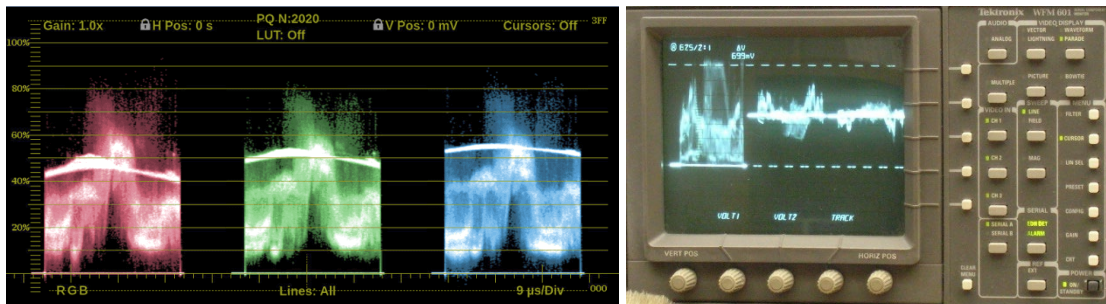 Gain: 1.0x H Pos: 0 s PQ N:2020 V Pos: 0 mV Cursors: Off 3FF
LUT: Off
100%
80%
60%
40%
20%
RGB Lines: All 9 µs/Div 000
Tektronix WFM 601
AUDIO VIDEO DISPLAY
VECTOR WAVEFORM
ANALOG LIGHTNING PARADE
MULTIPLE PICTURE BOWTIE
VIDEO IN SWEEP MENU
LINE
CH 1 FIELD FILTER
CURSOR
CH 2 MAG LIN SEL
PRESET
CH 3
SERIAL CONFIG
SERIAL A EDH DET
SERIAL B ALARM GAIN
REF
EXT CRT
POWER
ON/
STANDBY
CLEAR
MENU
ΔV
699mV
VOLT1 VOLT2 TRACK
VERT POS HORIZ POS